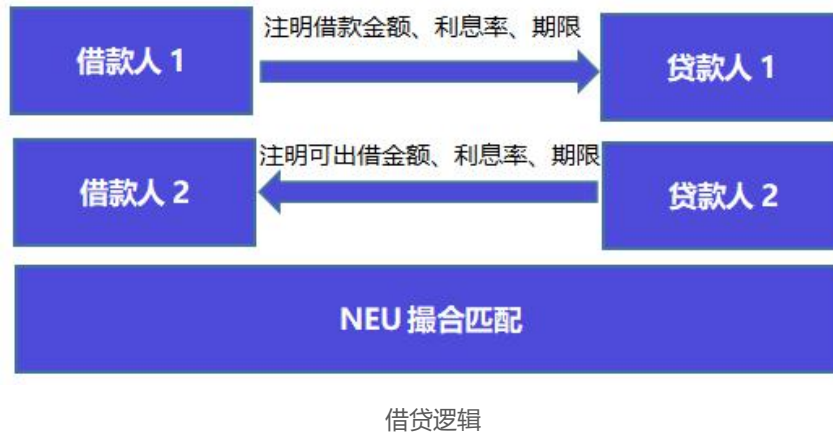 注明借款金额、利息率、期限
借款人 1
贷款人 1
注明可出借金额、利息率、期限
借款人 2
贷款人 2
NEU 撮合匹配
借贷逻辑